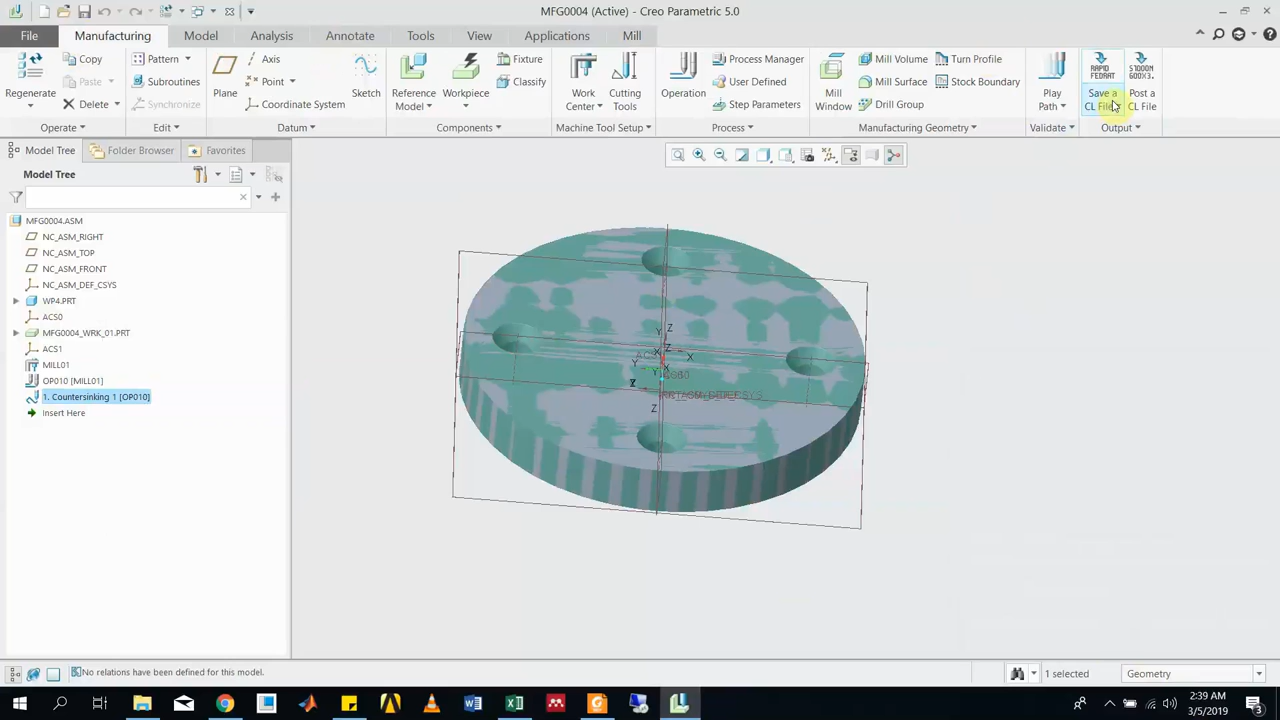 MFG0004 (Active) - Creo Parametric 5.0
File Manufacturing Model Analysis Annotate Tools View Applications Mill
Regenerate
Copy
Paste
Delete
Operate
Pattern
Subroutines
Synchronize
Edit
Plane
Axis
Point
Coordinate System
Sketch
Datum
Reference Model
Workpiece
Fixture
Classify
Components
Work Center
Cutting Tools
Machine Tool Setup
Operation
Process Manager
User Defined
Step Parameters
Process
Mill Window
Mill Volume
Mill Surface
Drill Group
Turn Profile
Stock Boundary
Manufacturing Geometry
Play Path
Validate
RAPID
FEDRAT
Save a CL File
Post a CL File
Output
Model Tree Folder Browser Favorites
Model Tree
MFG0004.ASM
NC_ASM_RIGHT
NC_ASM_TOP
NC_ASM_FRONT
NC_ASM_DEF_CSYS
WP4.PRT
ACS0
MFG0004_WRK_01.PRT
ACS1
MILL01
OP010 [MILL01]
1. Countersinking 1 [OP010]
Insert Here
No relations have been defined for this model.
1 selected
Geometry
2:39 AM
3/5/2019